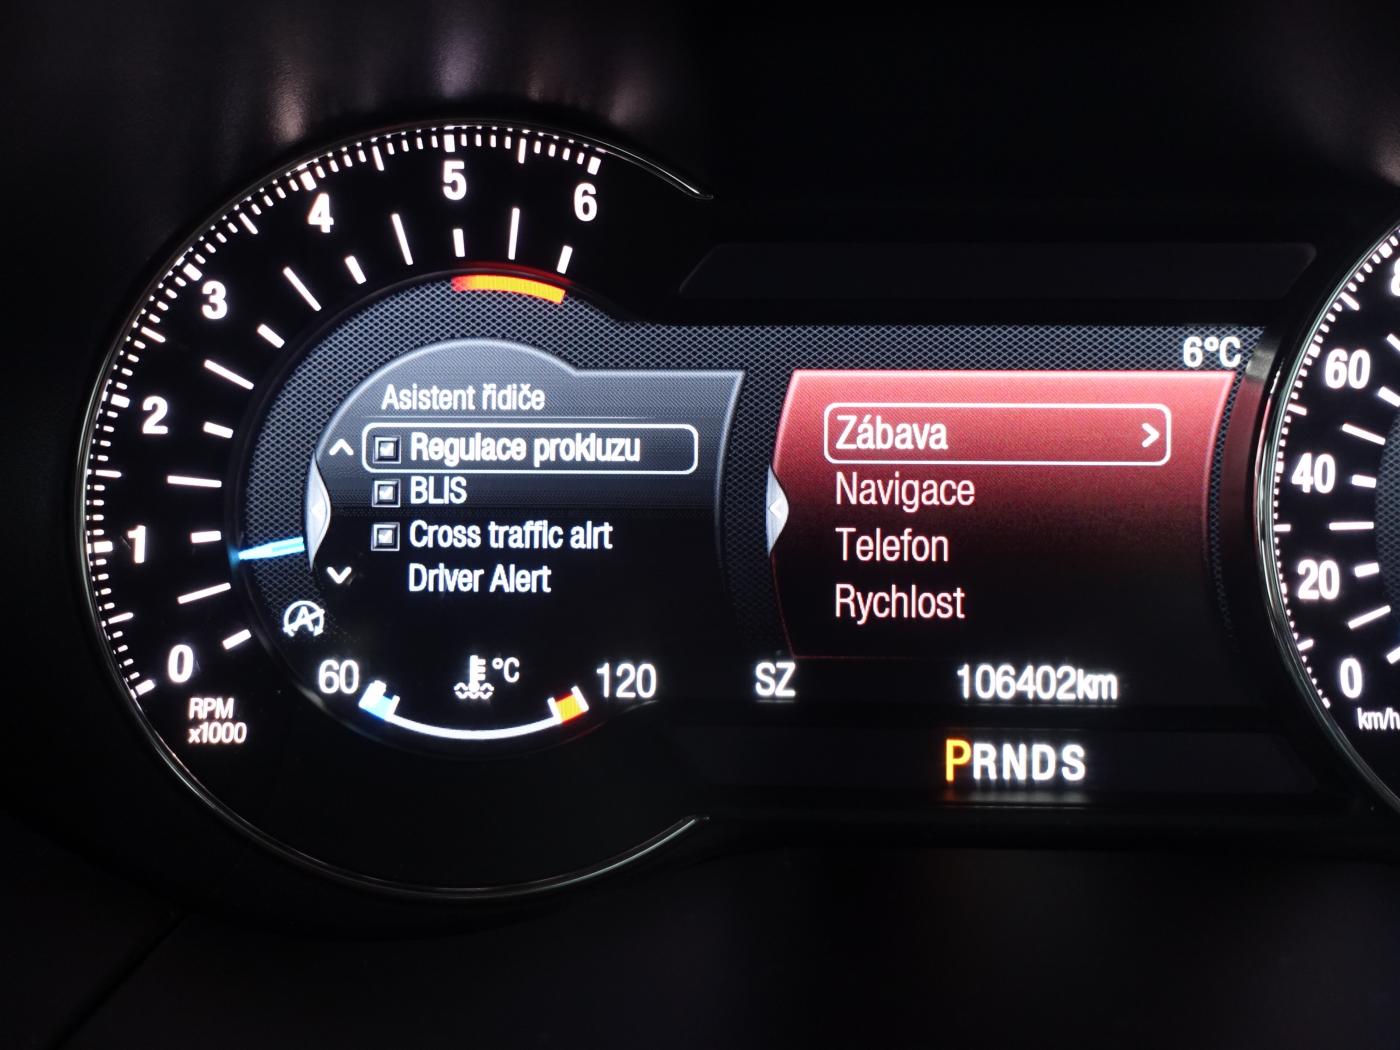 5
4
6
3
2
1
0
RPM
x1000
Asistent řidiče
Regulace prokluzu
BLIS
Cross traffic alrt
Driver Alert
A
60
°C
120
6°C
Zábava
Navigace
Telefon
Rychlost
SZ
106402km
PRNDS
60
40
20
0